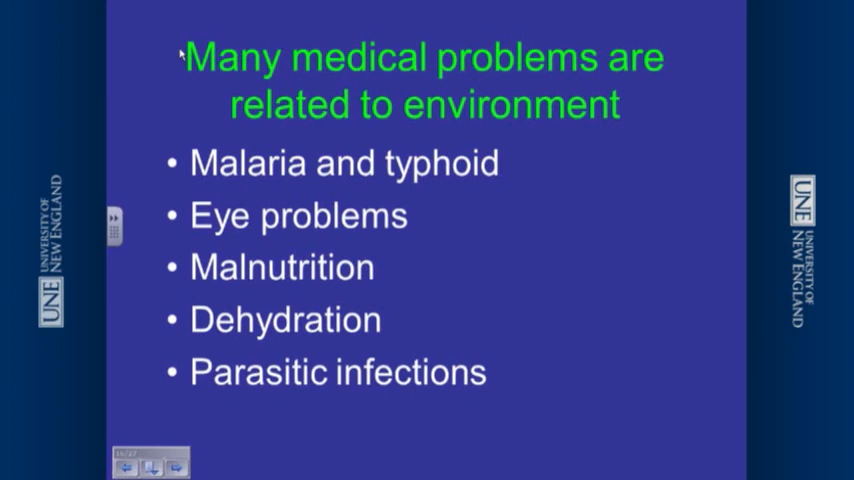 Many medical problems are
related to environment
• Malaria and typhoid
• Eye problems
• Malnutrition
• Dehydration
• Parasitic infections
UNE
UNIVERSITY OF
NEW ENGLAND
UNE
UNIVERSITY OF
NEW ENGLAND